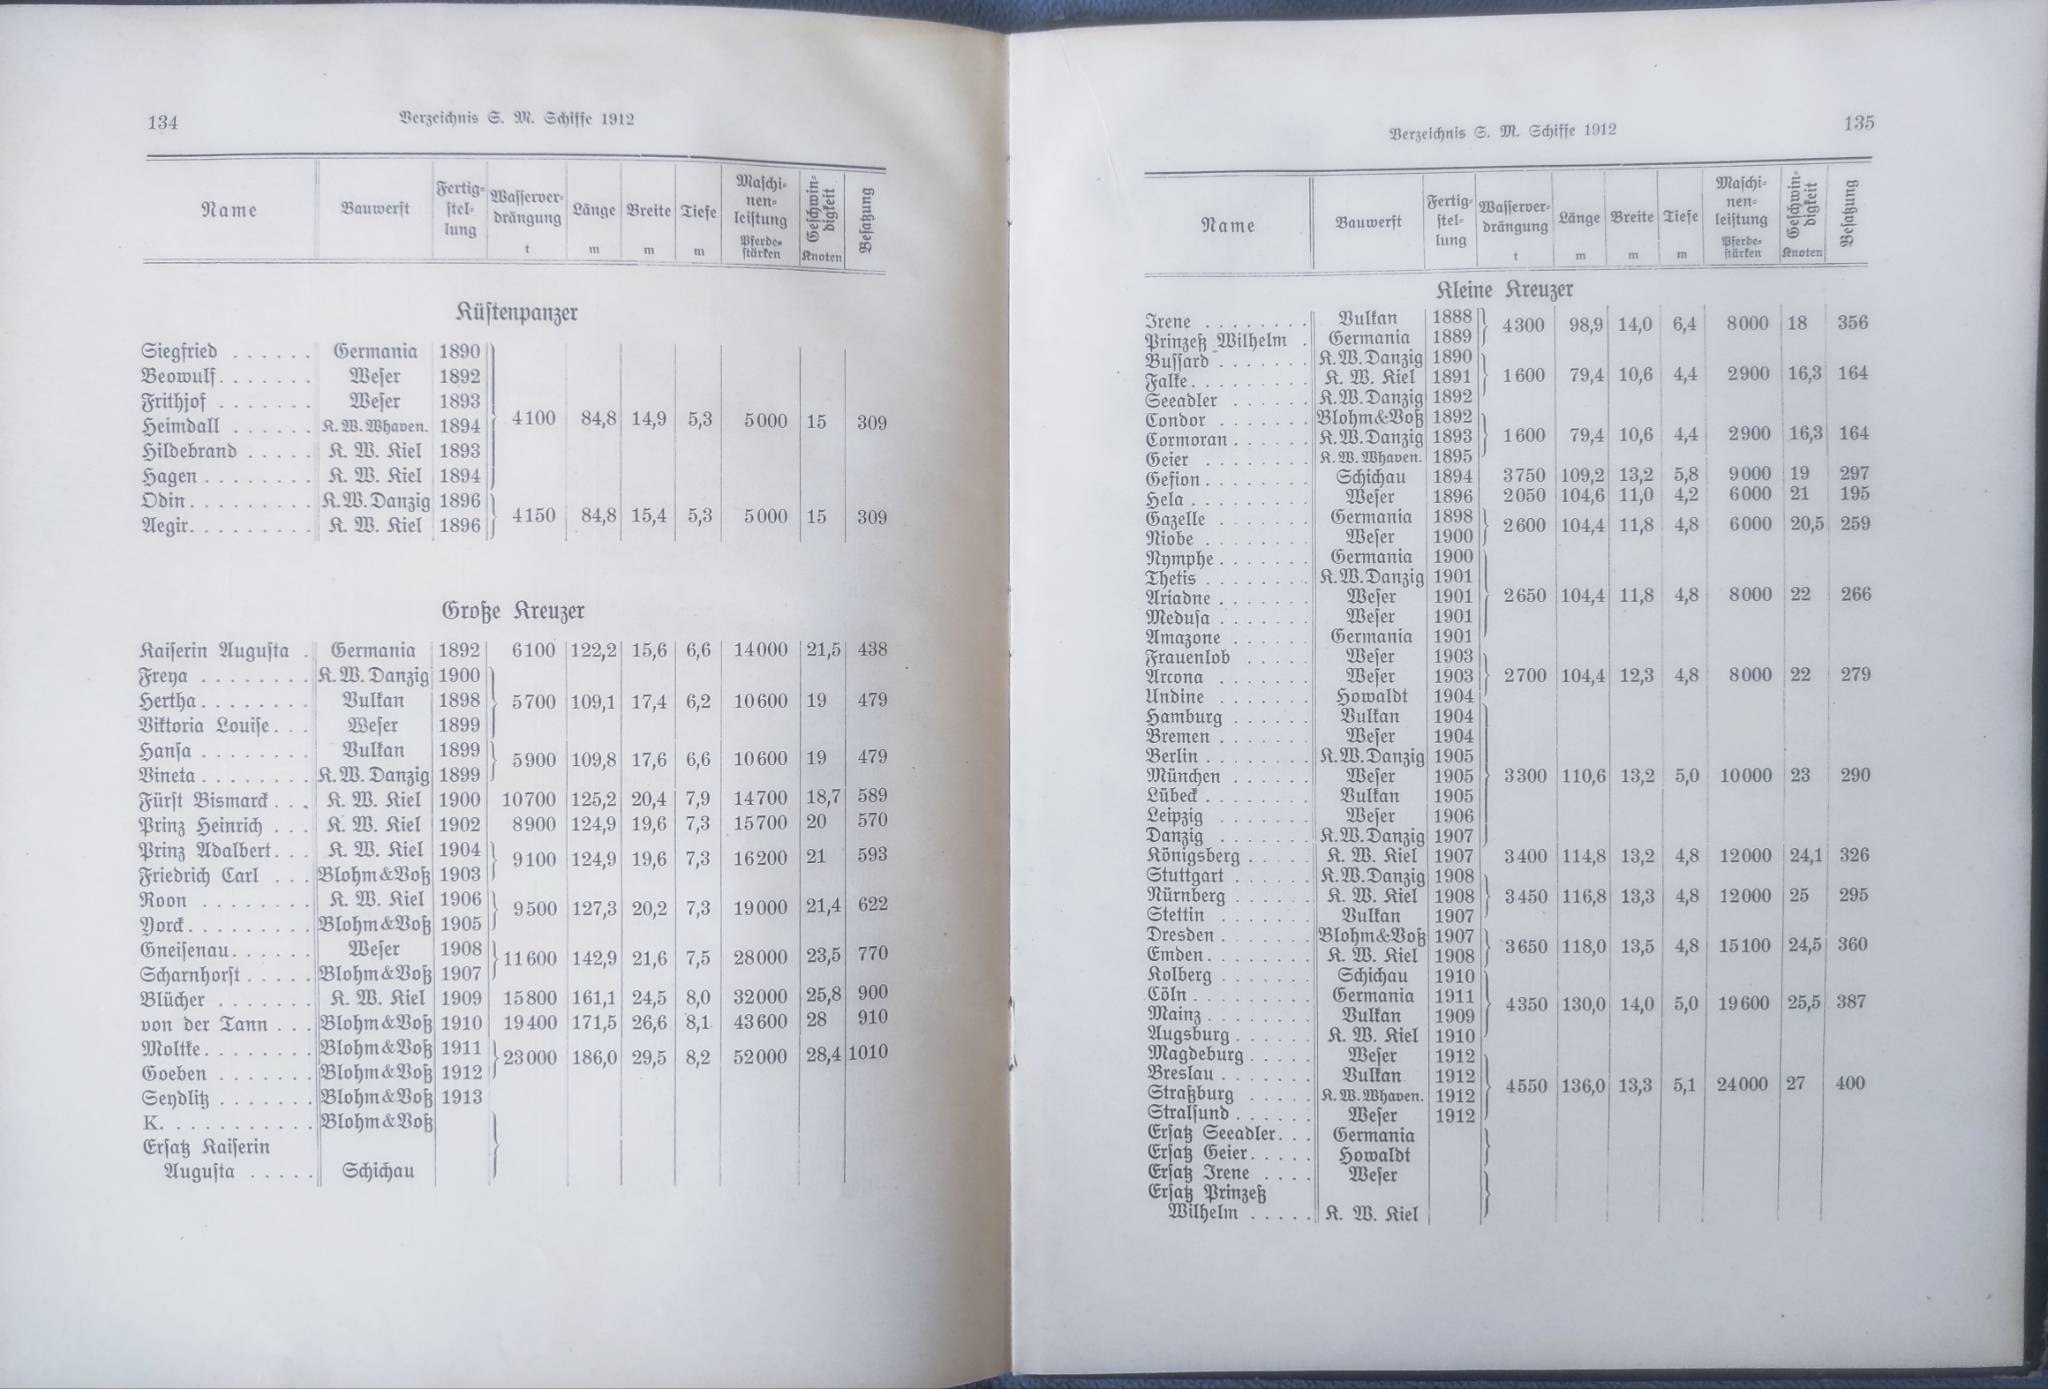 134
Verzeichnis S. M. Schiffe 1912
Name Bauwerft Fertig- stel- lung Wasserver- drängung t Länge m Breite m Tiefe m Maschi- nen- leistung Pferde- stärken Geschwin- digkeit Knoten Besatzung
Küstenpanzer
Siegfried . . . . . . Germania 1890
Beowulf. . . . . . . Weser 1892
Frithjof . . . . . . . Weser 1893
Heimdall . . . . . . K. W. Whaven. 1894 4100 84,8 14,9 5,3 5000 15 309
Hildebrand . . . . . K. W. Kiel 1893
Hagen . . . . . . . . K. W. Kiel 1894
Odin. . . . . . . . . K.W. Danzig 1896 4150 84,8 15,4 5,3 5000 15 309
Aegir. . . . . . . . . K. W. Kiel 1896
Große Kreuzer
Kaiserin Augusta . Germania 1892 6100 122,2 15,6 6,6 14000 21,5 438
Freya . . . . . . . . K.W. Danzig 1900
Hertha. . . . . . . . Vulkan 1898 5700 109,1 17,4 6,2 10600 19 479
Viktoria Louise. . . Weser 1899
Hansa . . . . . . . . Vulkan 1899 5900 109,8 17,6 6,6 10600 19 479
Vineta . . . . . . . . K.W. Danzig 1899
Fürst Bismarck . . . K. W. Kiel 1900 10700 125,2 20,4 7,9 14700 18,7 589
Prinz Heinrich . . . K. W. Kiel 1902 8900 124,9 19,6 7,3 15700 20 570
Prinz Adalbert. . . K. W. Kiel 1904 9100 124,9 19,6 7,3 16200 21 593
Friedrich Carl . . . Blohm&Voß 1903
Roon . . . . . . . . K. W. Kiel 1906 9500 127,3 20,2 7,3 19000 21,4 622
Yorck. . . . . . . . . Blohm&Voß 1905
Gneisenau. . . . . . Weser 1908 11600 142,9 21,6 7,5 28000 23,5 770
Scharnhorst . . . . . Blohm&Voß 1907
Blücher . . . . . . . K. W. Kiel 1909 15800 161,1 24,5 8,0 32000 25,8 900
von der Tann . . . Blohm&Voß 1910 19400 171,5 26,6 8,1 43600 28 910
Moltke. . . . . . . . Blohm&Voß 1911 23000 186,0 29,5 8,2 52000 28,4 1010
Goeben . . . . . . . Blohm&Voß 1912
Seydlitz . . . . . . . Blohm&Voß 1913
K. . . . . . . . . . . Blohm&Voß
Ersatz Kaiserin
Augusta . . . . . Schichau
135
Verzeichnis S. M. Schiffe 1912
Name Bauwerft Fertig- stel- lung Wasserver- drängung t Länge m Breite m Tiefe m Maschi- nen- leistung Pferde- stärken Geschwin- digkeit Knoten Besatzung
Kleine Kreuzer
Irene . . . . . . . . Vulkan 1888 4300 98,9 14,0 6,4 8000 18 356
Prinzeß Wilhelm . Germania 1889
Bussard . . . . . . . K.W. Danzig 1890
Falke. . . . . . . . . K. W. Kiel 1891 1600 79,4 10,6 4,4 2900 16,3 164
Seeadler . . . . . . K.W. Danzig 1892
Condor . . . . . . . Blohm&Voß 1892
Cormoran . . . . . . K.W. Danzig 1893 1600 79,4 10,6 4,4 2900 16,3 164
Geier . . . . . . . . K. W. Whaven. 1895
Gefion . . . . . . . . Schichau 1894 3750 109,2 13,2 5,8 9000 19 297
Hela . . . . . . . . . Weser 1896 2050 104,6 11,0 4,2 6000 21 195
Gazelle . . . . . . . Germania 1898 2600 104,4 11,8 4,8 6000 20,5 259
Niobe . . . . . . . . Weser 1900
Nymphe . . . . . . . Germania 1900
Thetis . . . . . . . . K.W. Danzig 1901
Ariadne . . . . . . . Weser 1901 2650 104,4 11,8 4,8 8000 22 266
Medusa . . . . . . . Weser 1901
Amazone . . . . . . Germania 1901
Frauenlob . . . . . Weser 1903
Arcona . . . . . . . Weser 1903 2700 104,4 12,3 4,8 8000 22 279
Undine . . . . . . . Howaldt 1904
Hamburg . . . . . . Vulkan 1904
Bremen . . . . . . . Weser 1904
Berlin . . . . . . . . K.W. Danzig 1905
München . . . . . . Weser 1905 3300 110,6 13,2 5,0 10000 23 290
Lübeck . . . . . . . . Vulkan 1905
Leipzig . . . . . . . Weser 1906
Danzig . . . . . . . K.W. Danzig 1907
Königsberg . . . . . K. W. Kiel 1907 3400 114,8 13,2 4,8 12000 24,1 326
Stuttgart . . . . . . K.W. Danzig 1908
Nürnberg . . . . . . K. W. Kiel 1908 3450 116,8 13,3 4,8 12000 25 295
Stettin . . . . . . . Vulkan 1907
Dresden . . . . . . . Blohm&Voß 1907 3650 118,0 13,5 4,8 15100 24,5 360
Emden. . . . . . . . K. W. Kiel 1908
Kolberg . . . . . . . Schichau 1910
Cöln . . . . . . . . . Germania 1911 4350 130,0 14,0 5,0 19600 25,5 387
Mainz . . . . . . . . Vulkan 1909
Augsburg . . . . . . K. W. Kiel 1910
Magdeburg . . . . . Weser 1912
Breslau . . . . . . . Vulkan 1912 4550 136,0 13,3 5,1 24000 27 400
Straßburg . . . . . K. W. Whaven. 1912
Stralsund . . . . . . Weser 1912
Ersatz Seeadler. . . Germania
Ersatz Geier. . . . . Howaldt
Ersatz Irene . . . . Weser
Ersatz Prinzeß
Wilhelm . . . . . K. W. Kiel